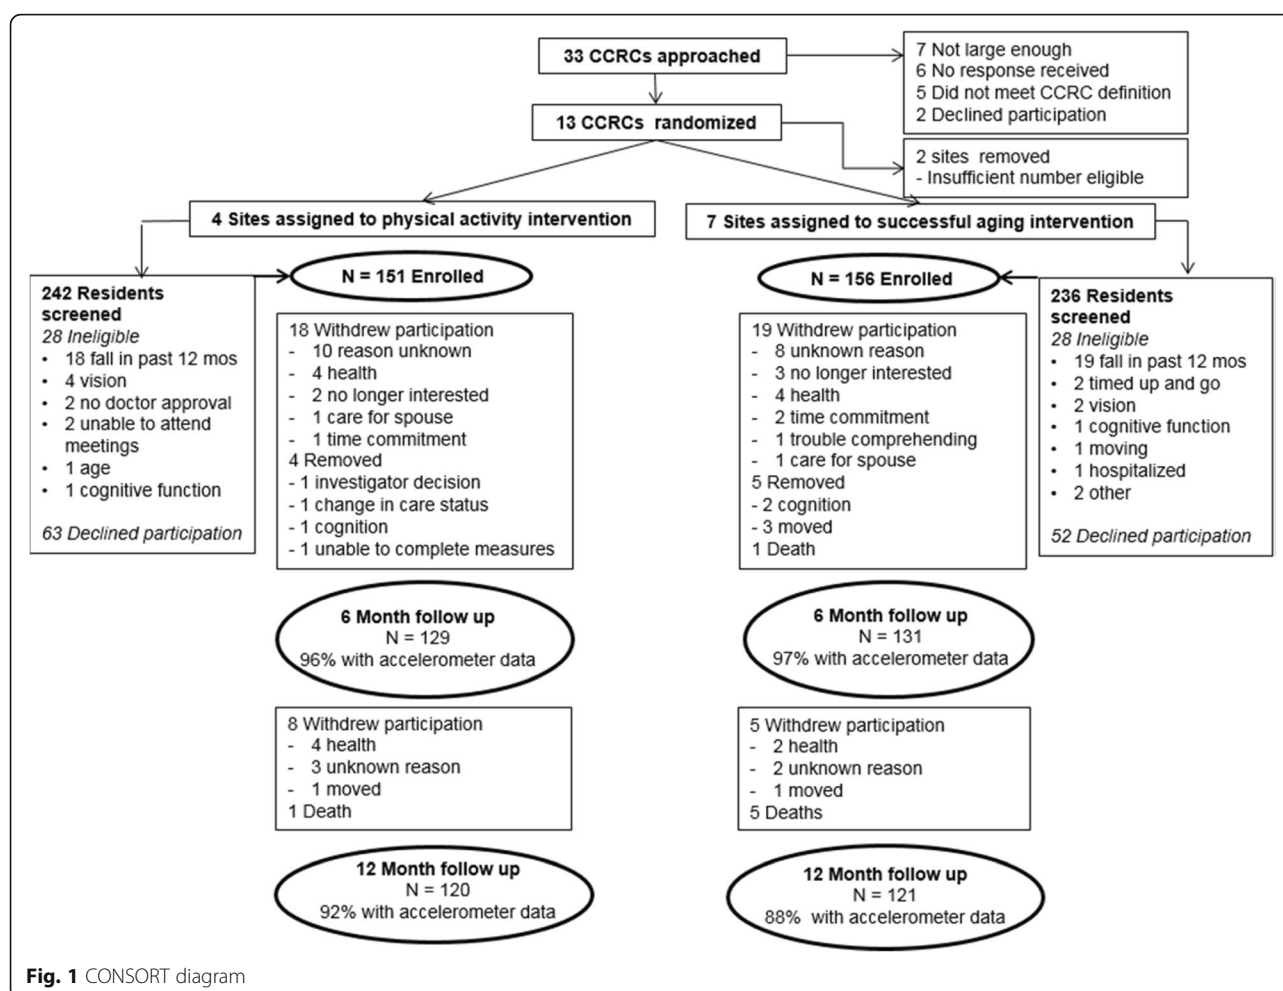 33 CCRCs approached
7 Not large enough
6 No response received
5 Did not meet CCRC definition
2 Declined participation
13 CCRCs randomized
2 sites removed
- Insufficient number eligible
4 Sites assigned to physical activity intervention
7 Sites assigned to successful aging intervention
242 Residents
screened
28 Ineligible
• 18 fall in past 12 mos
• 4 vision
• 2 no doctor approval
• 2 unable to attend
meetings
• 1 age
• 1 cognitive function
63 Declined participation
N = 151 Enrolled
18 Withdrew participation
- 10 reason unknown
- 4 health
- 2 no longer interested
- 1 care for spouse
- 1 time commitment
4 Removed
- 1 investigator decision
- 1 change in care status
- 1 cognition
- 1 unable to complete measures
N = 156 Enrolled
19 Withdrew participation
- 8 unknown reason
- 3 no longer interested
- 4 health
- 2 time commitment
- 1 trouble comprehending
- 1 care for spouse
5 Removed
- 2 cognition
- 3 moved
1 Death
236 Residents
screened
28 Ineligible
• 19 fall in past 12 mos
• 2 timed up and go
• 2 vision
• 1 cognitive function
• 1 moving
• 1 hospitalized
• 2 other
52 Declined participation
6 Month follow up
N = 129
96% with accelerometer data
6 Month follow up
N = 131
97% with accelerometer data
8 Withdrew participation
- 4 health
- 3 unknown reason
- 1 moved
1 Death
5 Withdrew participation
- 2 health
- 2 unknown reason
- 1 moved
5 Deaths
12 Month follow up
N = 120
92% with accelerometer data
12 Month follow up
N = 121
88% with accelerometer data
Fig. 1 CONSORT diagram